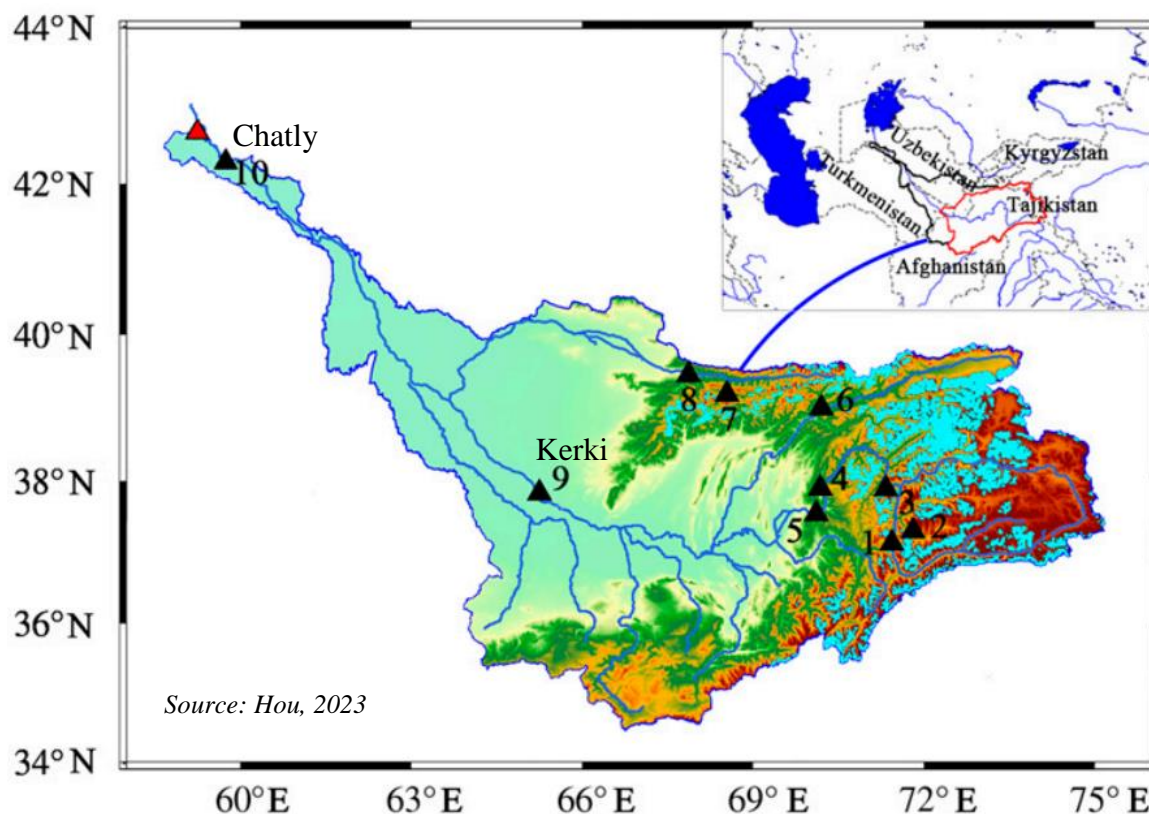 44° N
42° N
40° N
38° N
36° N
34° N
60° E
63° E
66° E
69° E
72° E
75° E
Chatly
10
Kerki
9
8
7
6
4
5
3
1
2
Uzbekistan
Kyrgyzstan
Turkmenistan
Tajikistan
Afghanistan
Source: Hou, 2023